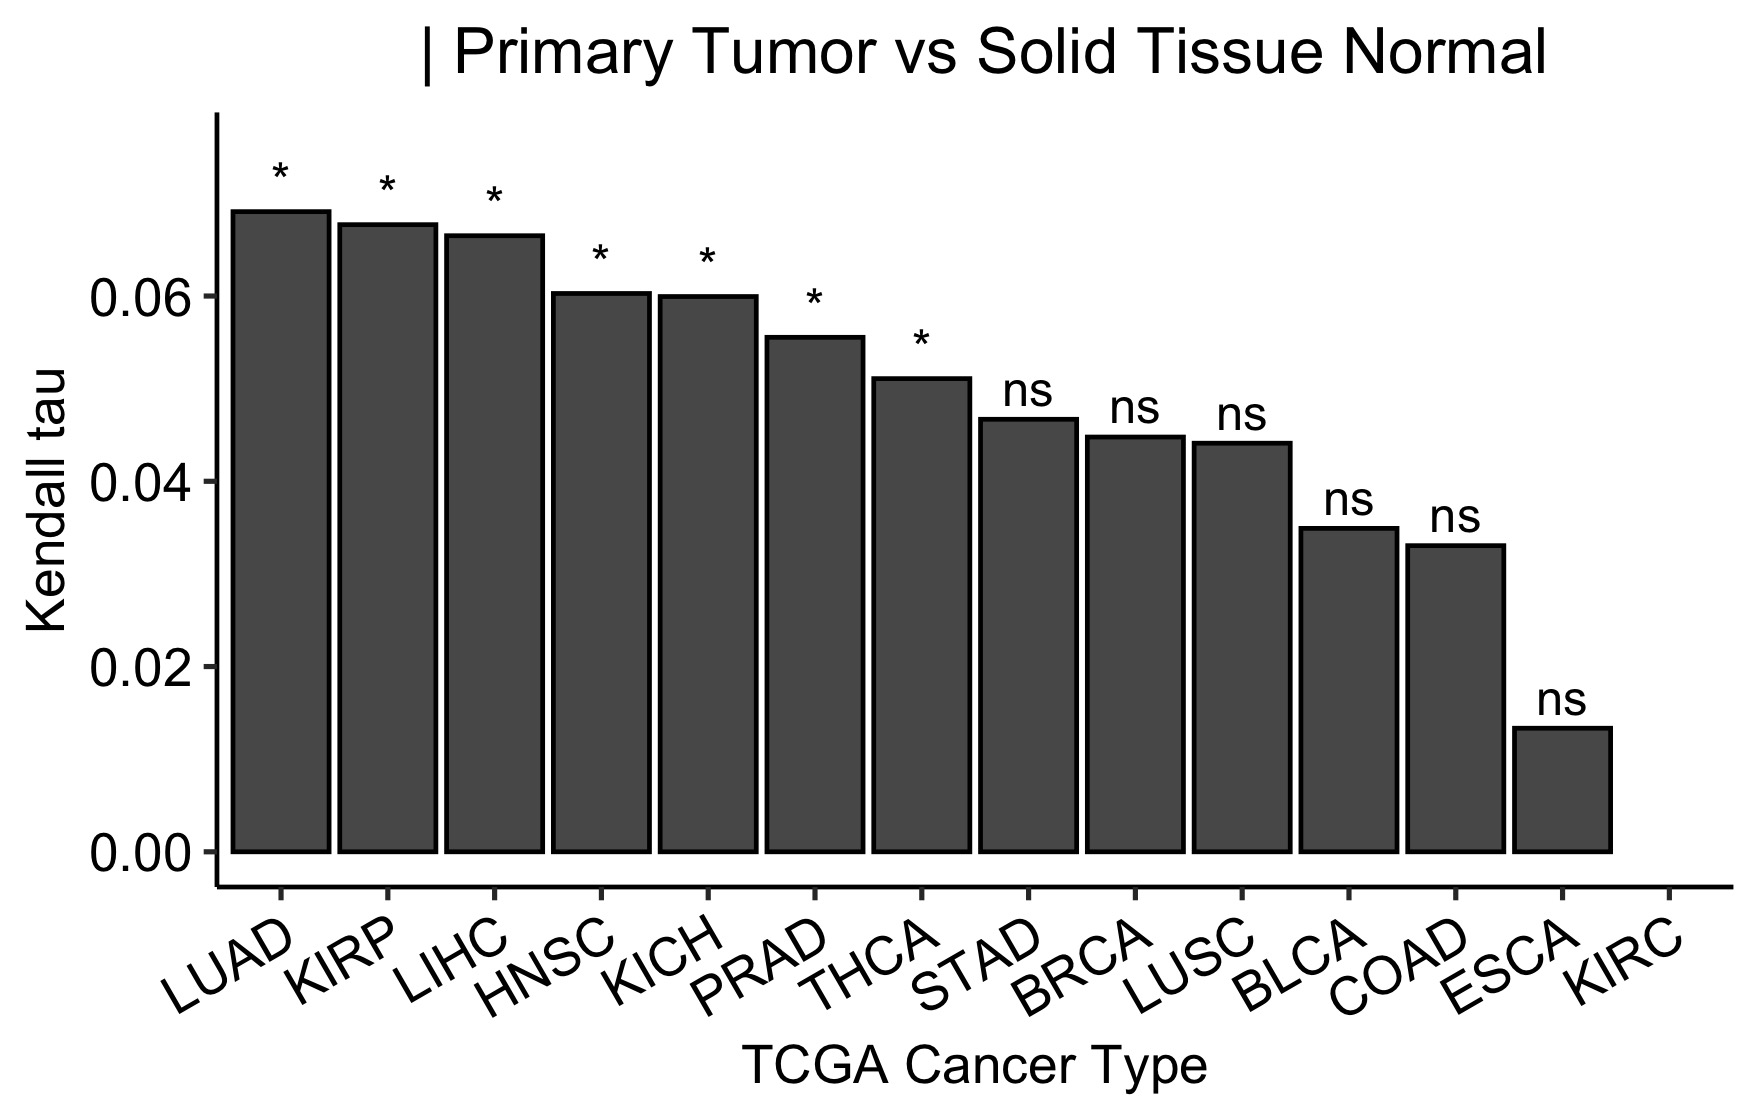 | Primary Tumor vs Solid Tissue Normal
Kendall tau
0.06
0.04
0.02
0.00
* * * * * * * ns ns ns ns ns ns
LUAD KIRP LIHC HNSC KICH PRAD THCA STAD BRCA LUSC BLCA COAD ESCA KIRC
TCGA Cancer Type